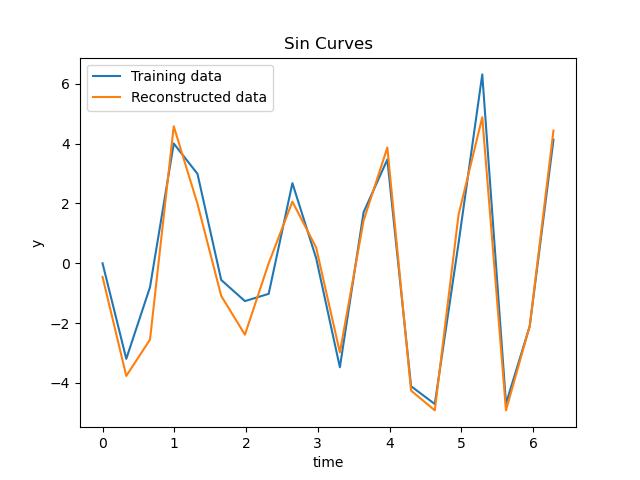 Sin Curves
Training data
Reconstructed data
6
4
2
0
−2
−4
y
0 1 2 3 4 5 6
time